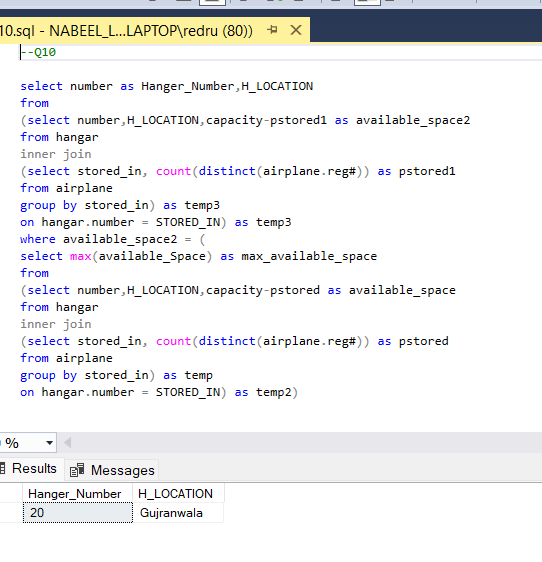 10.sql - NABEEL_L...LAPTOP\redru (80))
--Q10
select number as Hanger_Number,H_LOCATION
from
(select number,H_LOCATION,capacity-pstored1 as available_space2
from hangar
inner join
(select stored_in, count(distinct(airplane.reg#)) as pstored1
from airplane
group by stored_in) as temp3
on hangar.number = STORED_IN) as temp3
where available_space2 = (
select max(available_Space) as max_available_space
from
(select number,H_LOCATION,capacity-pstored as available_space
from hangar
inner join
(select stored_in, count(distinct(airplane.reg#)) as pstored
from airplane
group by stored_in) as temp
on hangar.number = STORED_IN) as temp2)
%
Results Messages
Hanger_Number H_LOCATION
20 Gujranwala